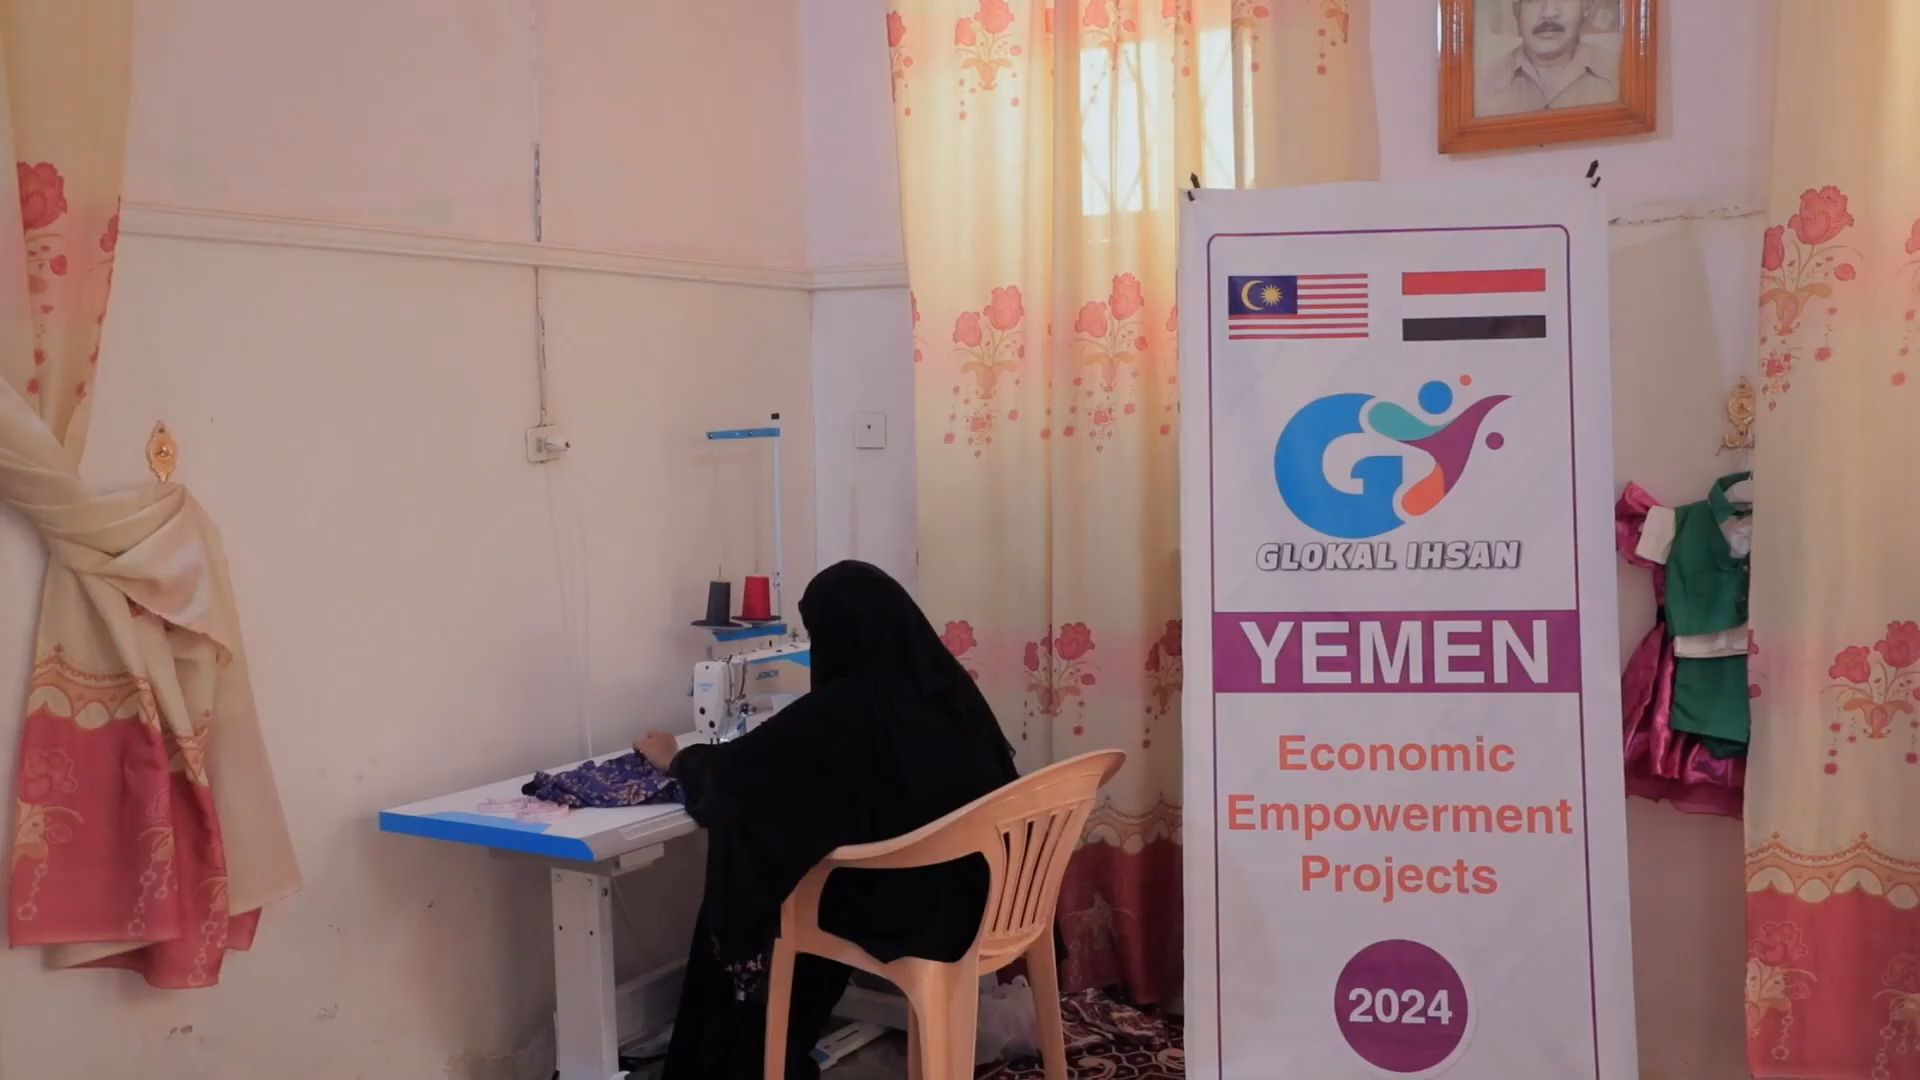 GLOKAL IHSAN
YEMEN
Economic
Empowerment
Projects
2024